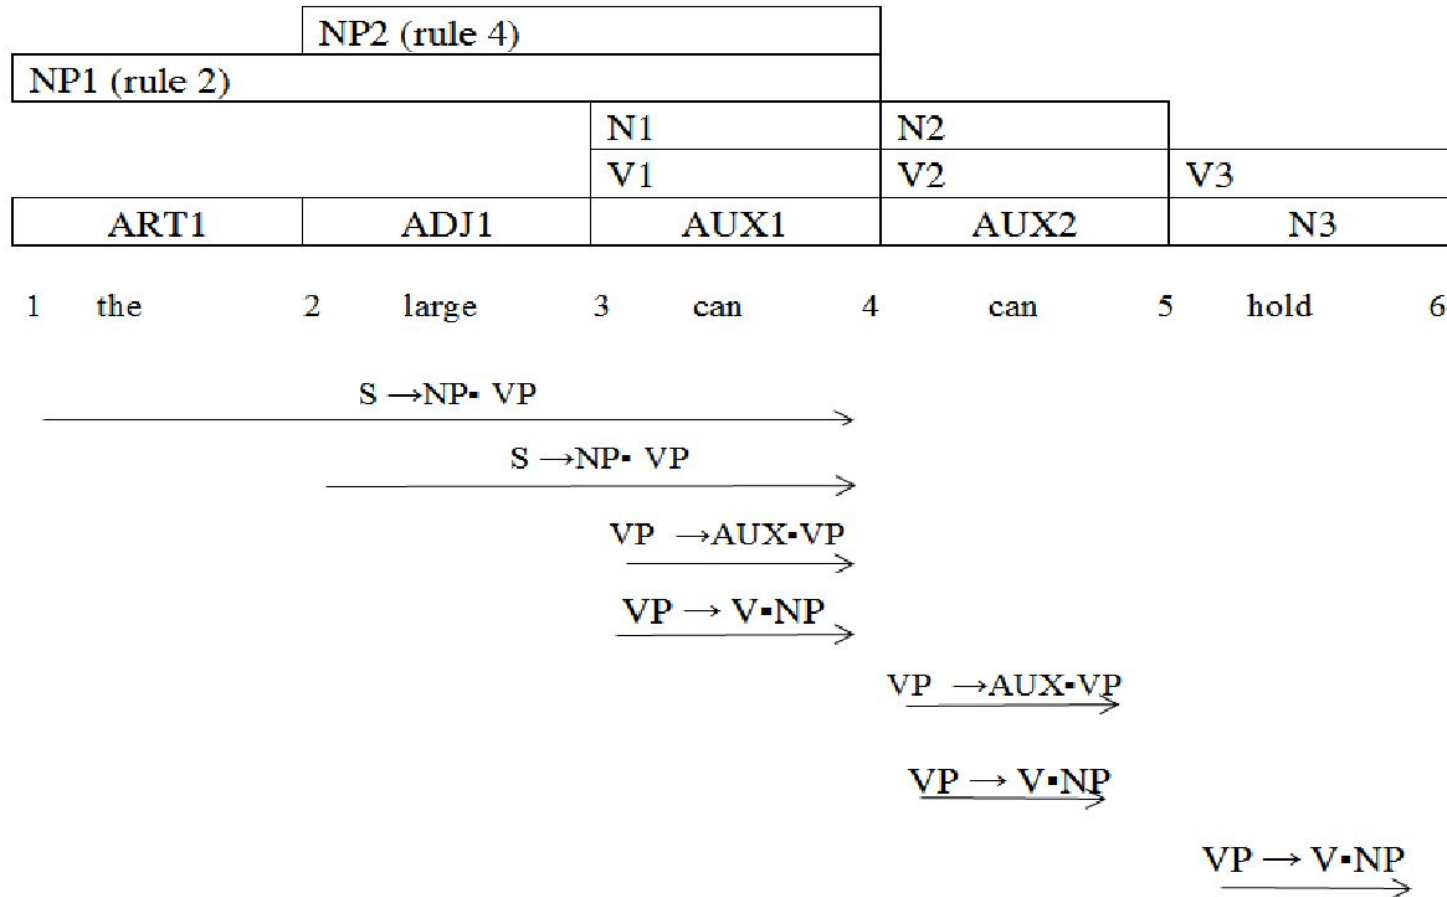 NP2 (rule 4)
NP1 (rule 2)
N1 N2
V1 V2 V3
ART1 ADJ1 AUX1 AUX2 N3
1 the 2 large 3 can 4 can 5 hold 6
S →NP▪ VP
S →NP▪ VP
VP →AUX▪VP
VP → V▪NP
VP →AUX▪VP
VP → V▪NP
VP → V▪NP